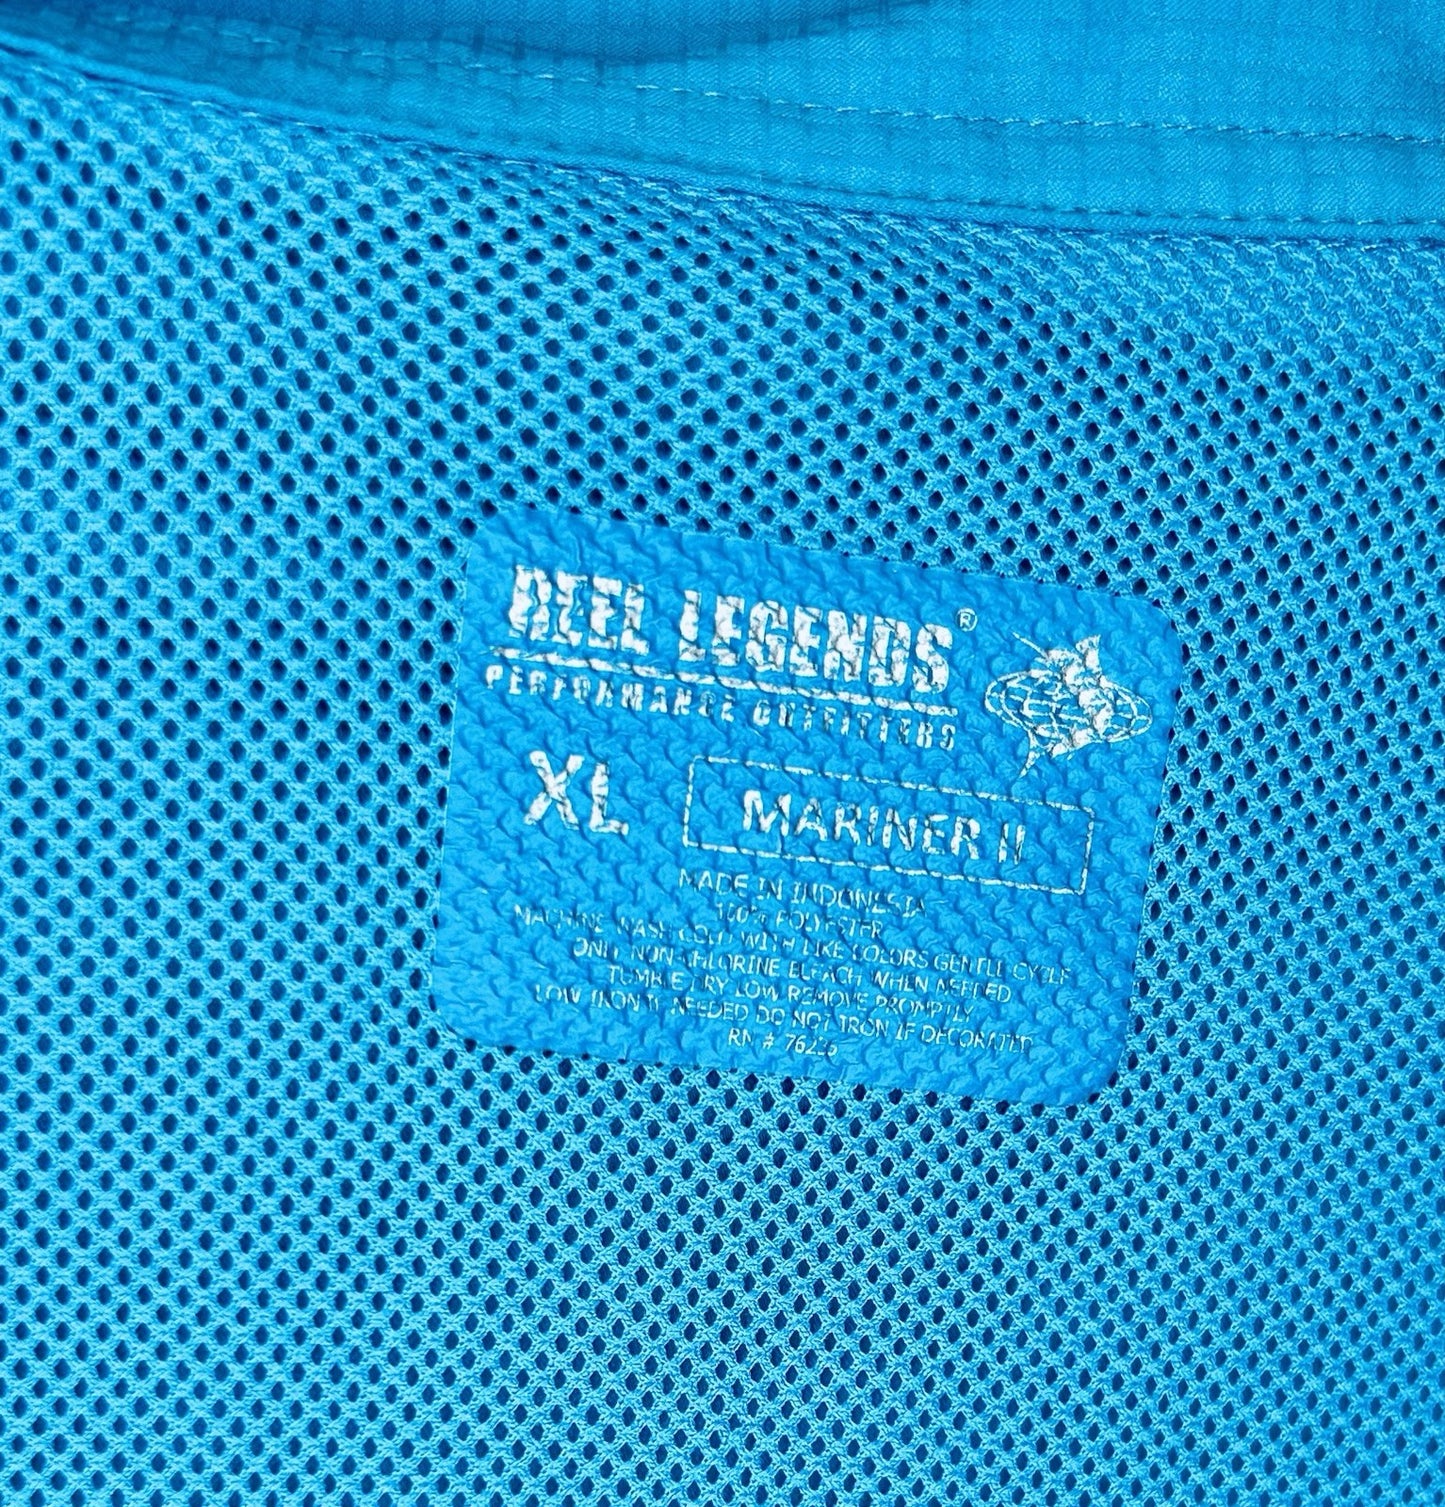 REEL LEGENDS®
PERFORMANCE OUTFITTERS
XL MARINER II
MADE IN INDONESIA
100% POLYESTER
MACHINE WASH COLD WITH LIKE COLORS GENTLE CYCLE
ONLY NON-CHLORINE BLEACH WHEN NEEDED
TUMBLE DRY LOW REMOVE PROMPTLY
LOW IRON IF NEEDED DO NOT IRON IF DECORATED
RN #